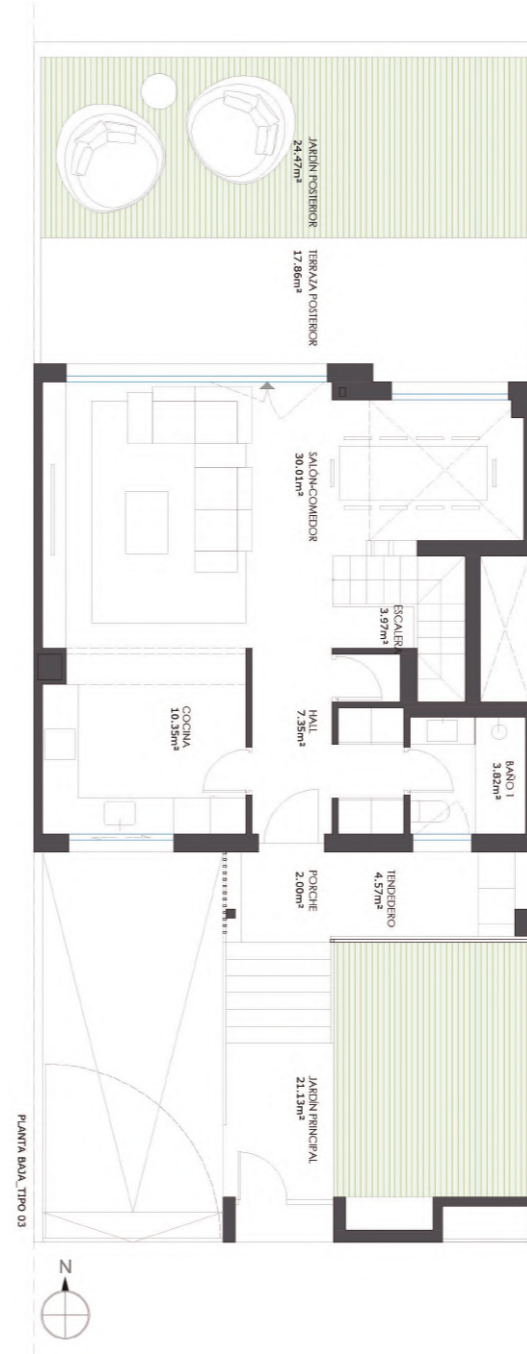 JARDÍN POSTERIOR
24.47m²
TERRAZA POSTERIOR
17.86m²
SALÓN-COMEDOR
30.01m²
ESCALERA
3.97m²
HALL
7.35m²
COCINA
10.35m²
BAÑO 1
3.82m²
PORCHE
2.00m²
TENDEDERO
4.57m²
JARDÍN PRINCIPAL
21.13m²
PLANTA BAJA_TIPO 03
N